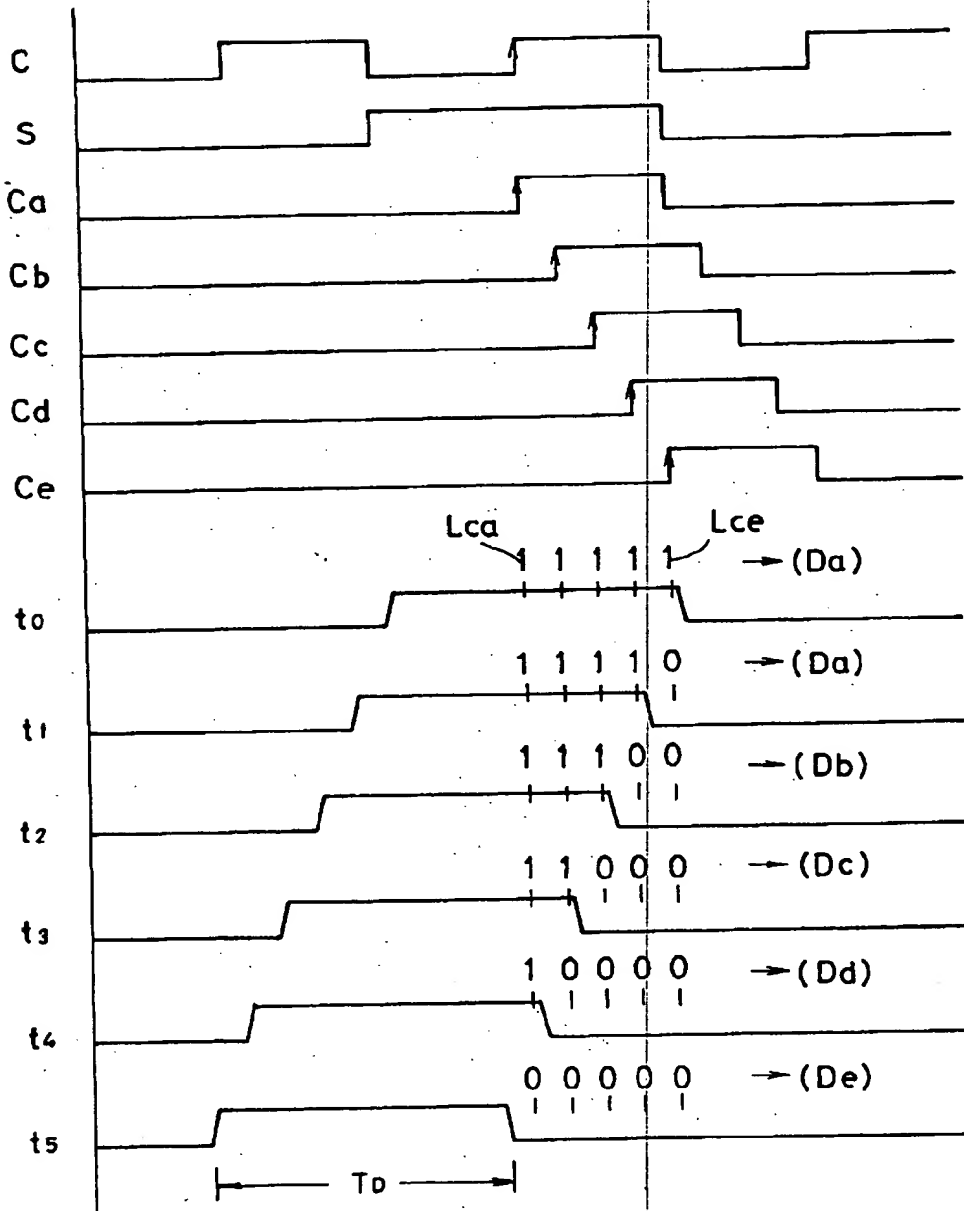 C
S
Ca
Cb
Cc
Cd
Ce
Lca Lce
1 1 1 1 1 → (Da)
t0
1 1 1 1 0 → (Da)
t1
1 1 1 0 0 → (Db)
t2
1 1 0 0 0 → (Dc)
t3
1 0 0 0 0 → (Dd)
t4
0 0 0 0 0 → (De)
t5
TD